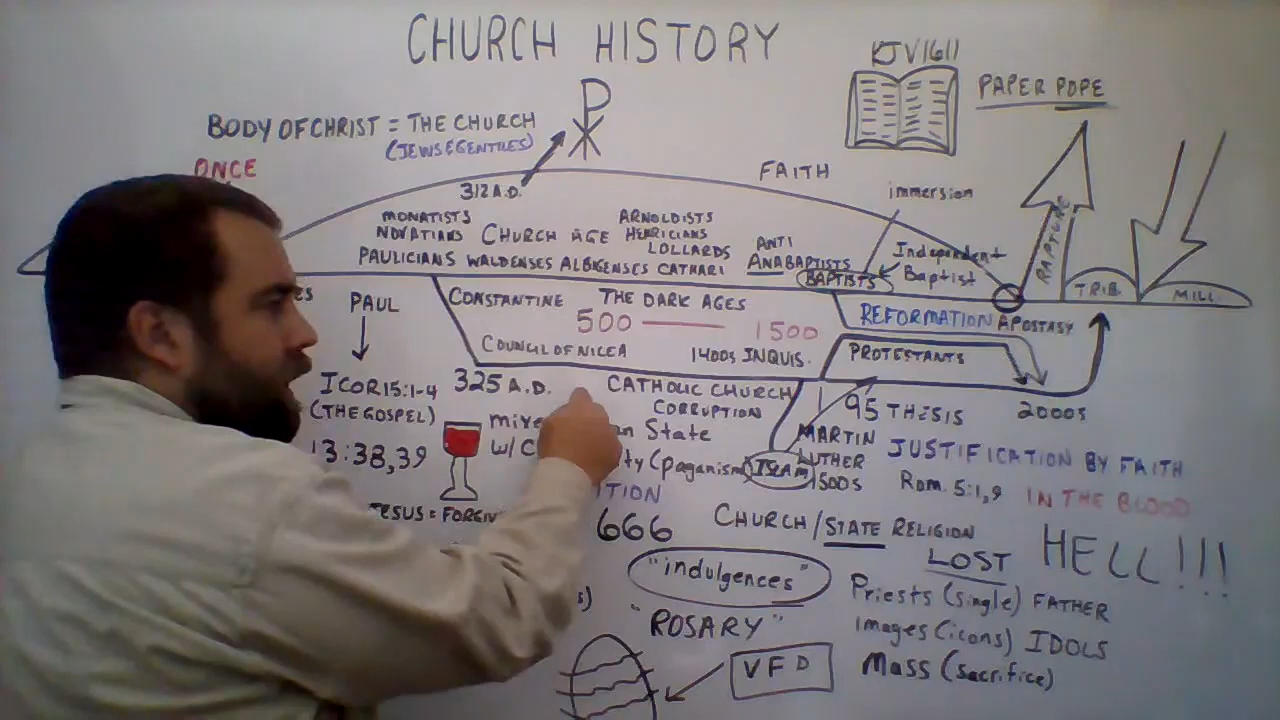 CHURCH HISTORY
KJV1611
PAPER POPE
BODY OF CHRIST = THE CHURCH
(JEWS & GENTILES)
ONCE
312 A.D.
FAITH
immersion
MONATISTS
NOVATIANS
CHURCH AGE
ARNOLDISTS
HENRICIANS
LOLLARDS
PAULICIANS WALDENSES ALBIGENSES CATHARI
ANTI
ANABAPTISTS
BAPTISTS
Independent
Baptist
RAPTURE
TRIB.
MILL.
PAUL
CONSTANTINE
THE DARK AGES
500 — 1500
REFORMATION APOSTASY
COUNCIL OF NICEA
1400s INQUIS.
PROTESTANTS
I COR 15:1-4
(THE GOSPEL)
325 A.D.
CATHOLIC CHURCH
CORRUPTION
95 THESIS
2000s
13:38,39
w/C
State
(paganism)
ISLAM
MARTIN
LUTHER
1500s
JUSTIFICATION BY FAITH
Rom. 5:1,9
IN THE BLOOD
JESUS = FORGIV
ITION
666
CHURCH/STATE RELIGION
LOST
HELL!!!
"indulgences"
Priests (single) FATHER
"ROSARY"
images (icons) IDOLS
VFD
Mass (sacrifice)